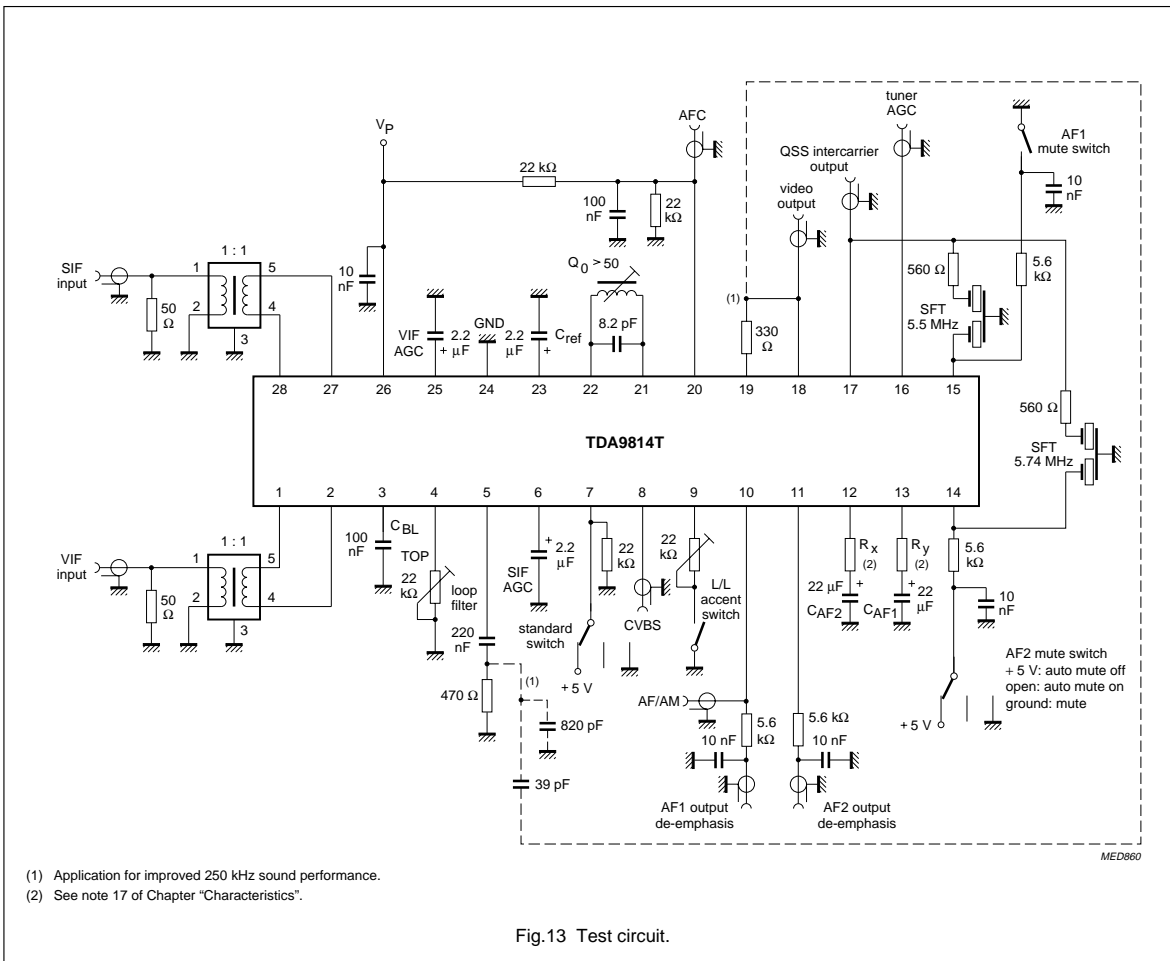 tuner
AGC
AFC
VP
AF1
mute switch
QSS intercarrier
output
video
output
22 kΩ
10
nF
100
nF
22
kΩ
1 : 1
SIF
input
1
5
2
4
3
50
Ω
10
nF
Q0 > 50
560 Ω
5.6
kΩ
SFT
5.5 MHz
(1)
8.2 pF
330
Ω
VIF
AGC
2.2
µF
+
GND
2.2
µF
+
Cref
28 27 26 25 24 23 22 21 20 19 18 17 16 15
560 Ω
TDA9814T
SFT
5.74 MHz
1 2 3 4 5 6 7 8 9 10 11 12 13 14
CBL
100
nF
1 : 1
VIF
input
1
5
2
4
3
50
Ω
TOP
22
kΩ
loop
filter
220
nF
470 Ω
+
2.2
µF
SIF
AGC
22
kΩ
standard
switch
+ 5 V
CVBS
22
kΩ
L/L
accent
switch
Rx
(2)
22 µF
+
CAF2
Ry
(2)
+
22
µF
CAF1
5.6
kΩ
10
nF
(1)
820 pF
39 pF
AF/AM
5.6
kΩ
10 nF
5.6 kΩ
10 nF
AF1 output
de-emphasis
AF2 output
de-emphasis
AF2 mute switch
+ 5 V: auto mute off
open: auto mute on
ground: mute
+ 5 V
MED860
(1) Application for improved 250 kHz sound performance.
(2) See note 17 of Chapter “Characteristics”.
Fig.13 Test circuit.